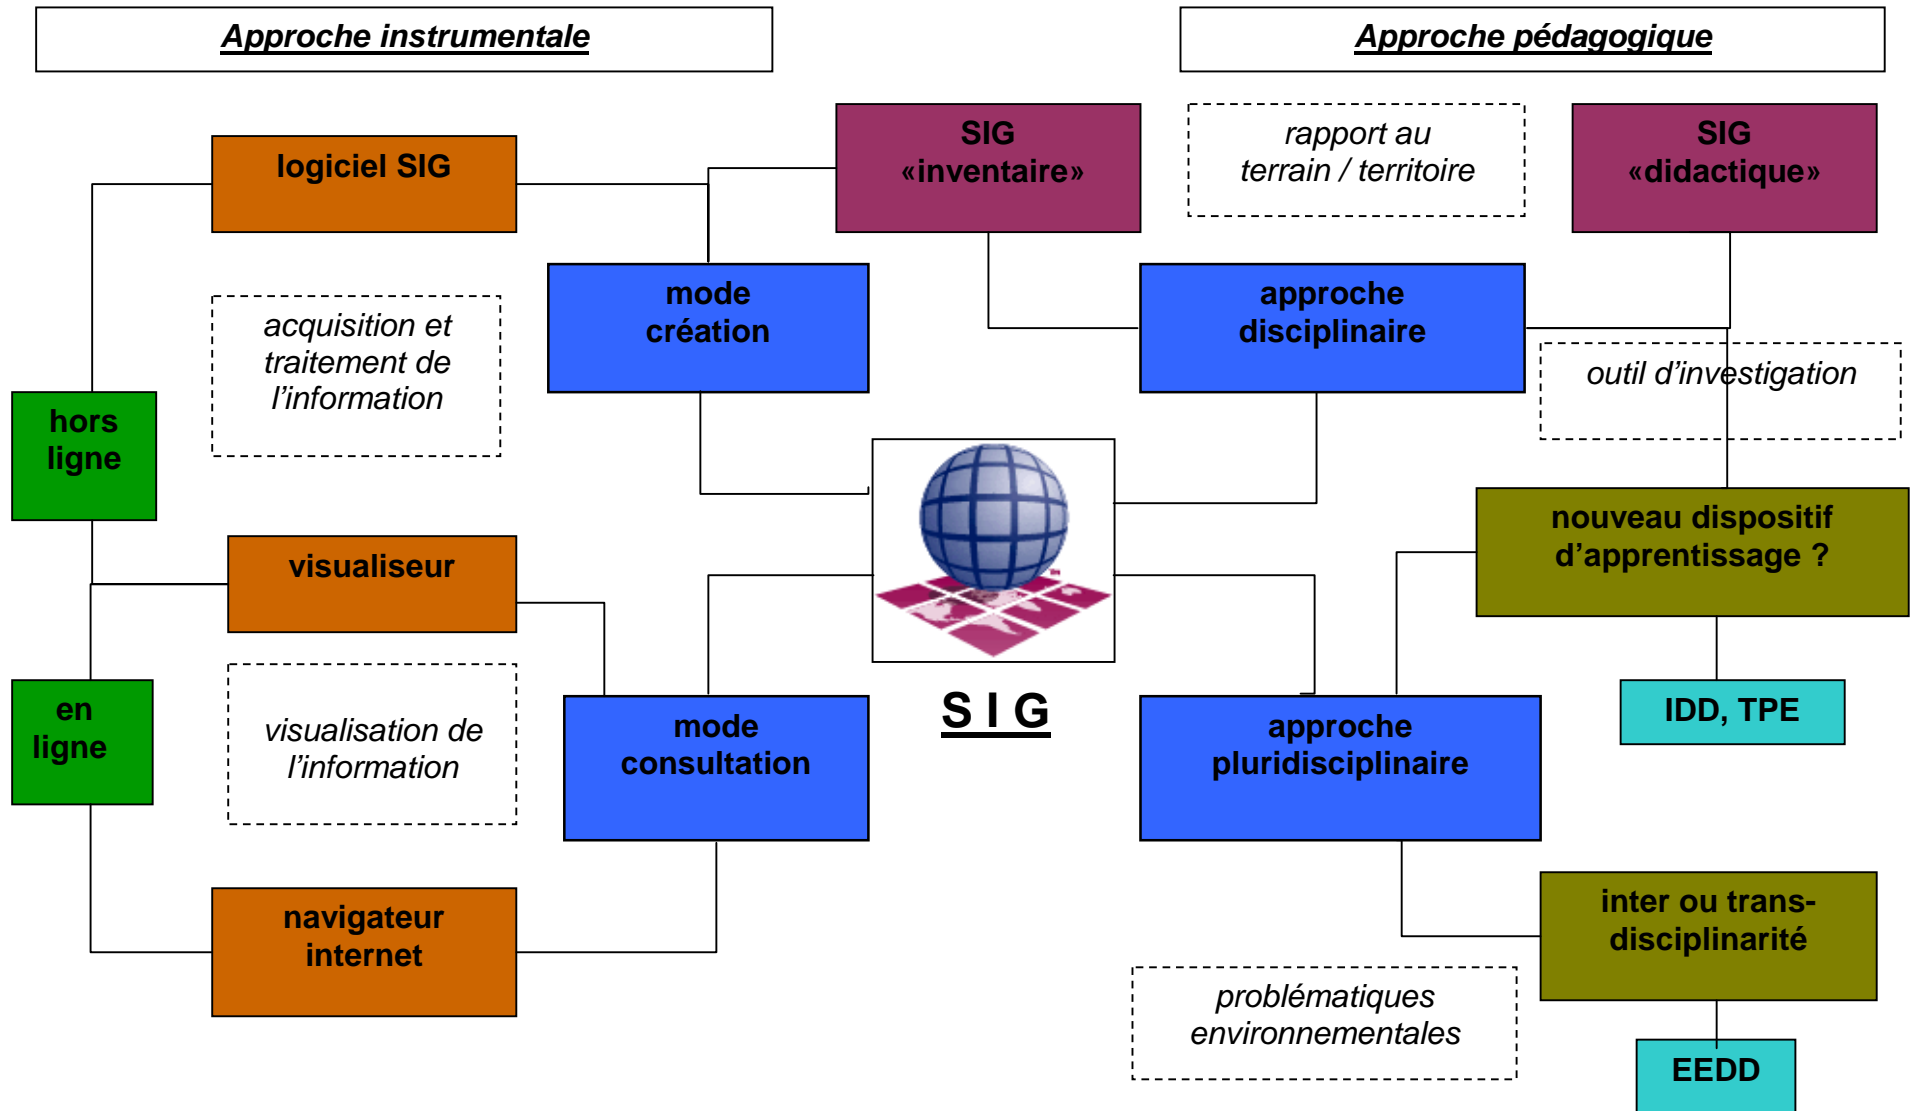 Approche instrumentale
Approche pédagogique
logiciel SIG
SIG
«inventaire»
rapport au
terrain / territoire
SIG
«didactique»
mode
création
approche
disciplinaire
acquisition et
traitement de
l'information
outil d'investigation
hors
ligne
nouveau dispositif
d'apprentissage ?
visualiseur
en
ligne
visualisation de
l'information
mode
consultation
S I G
approche
pluridisciplinaire
IDD, TPE
navigateur
internet
inter ou trans-
disciplinarité
problématiques
environnementales
EEDD